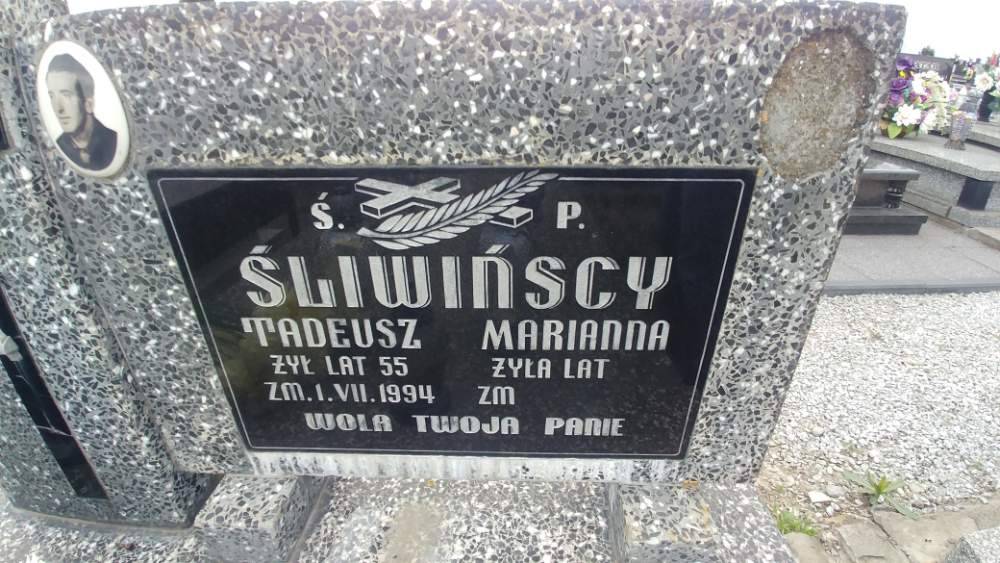 Ś. P.
ŚLIWIŃSCY
TADEUSZ MARIANNA
ŻYŁ LAT 55 ŻYŁA LAT
ZM. 1. VII. 1994 ZM
WOLA TWOJA PANIE